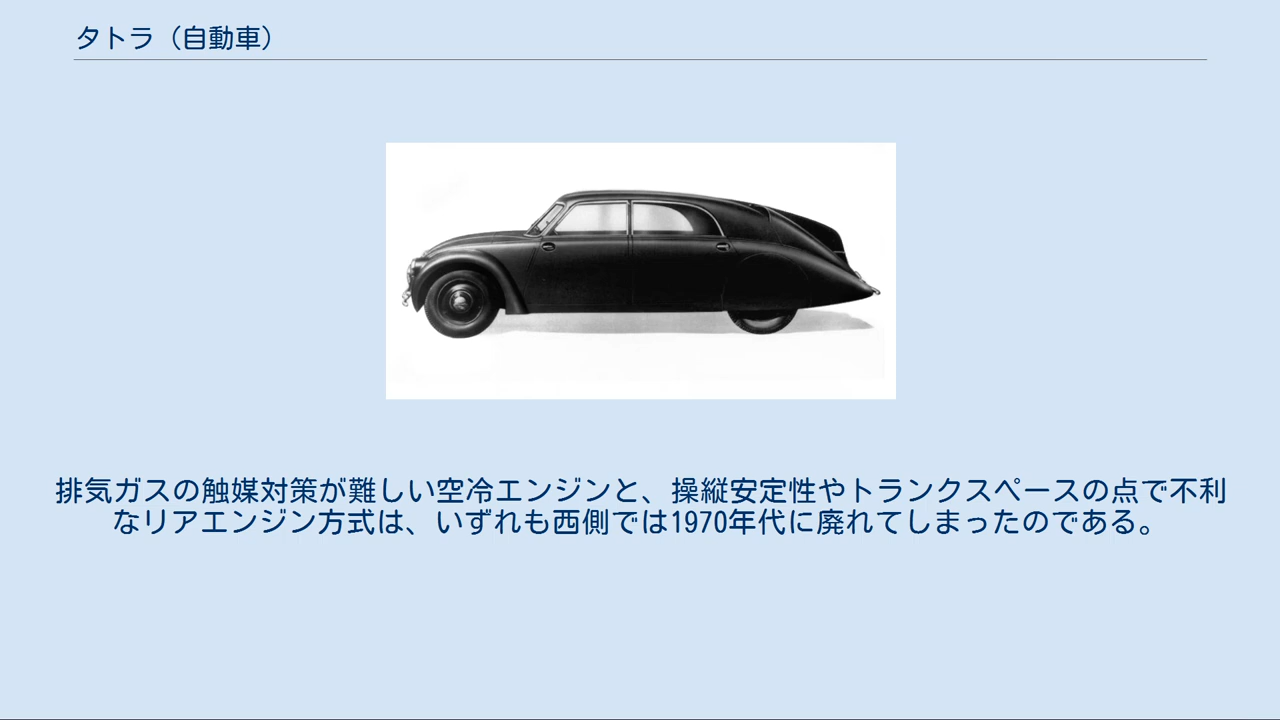 タトラ（自動車）
排気ガスの触媒対策が難しい空冷エンジンと、操縦安定性やトランクスペースの点で不利
なリアエンジン方式は、いずれも西側では1970年代に廃れてしまったのである。